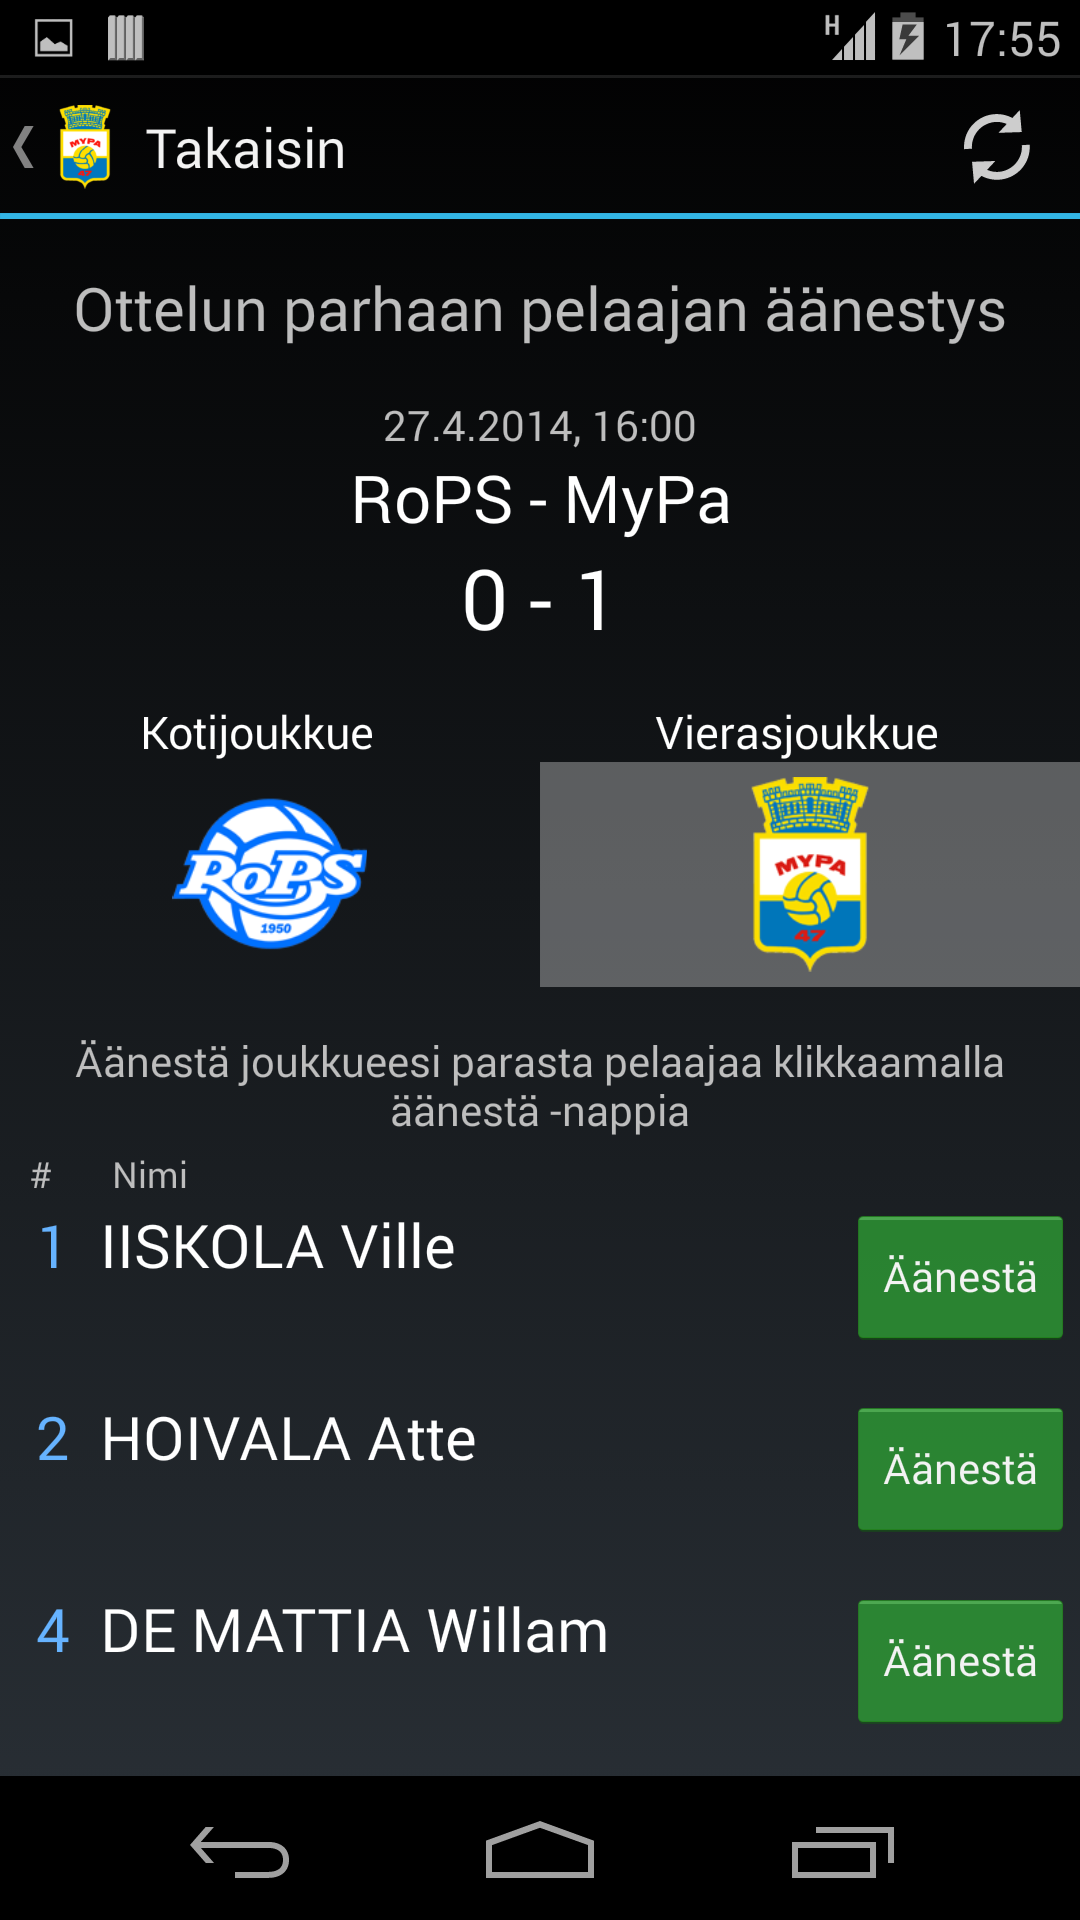 17:55
H
MYPA
Takaisin
Ottelun parhaan pelaajan äänestys
27.4.2014, 16:00
RoPS - MyPa
0 - 1
Kotijoukkue
Vierasjoukkue
RoPS
1950
MYPA
47
Äänestä joukkueesi parasta pelaajaa klikkaamalla
äänestä -nappia
# Nimi
1 IISKOLA Ville Äänestä
2 HOIVALA Atte Äänestä
4 DE MATTIA Willam Äänestä